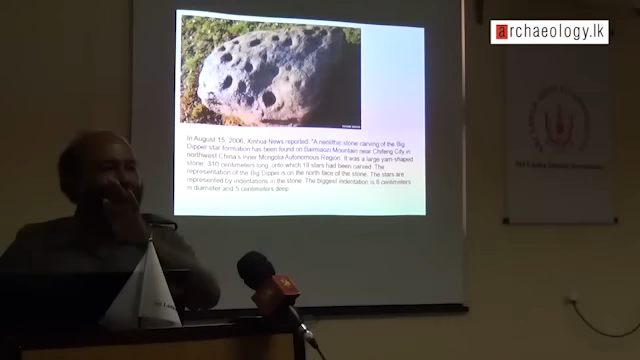 archaeology.lk
In August 15, 2006, Xinhua News reported: "A neolithic stone carving of the Big
Dipper star formation has been found on Baimiaozi Mountain near Chifeng City in
northwest China's Inner Mongolia Autonomous Region. It was a large yam-shaped
stone, 310 centimeters long, onto which 19 stars had been carved. The
representation of the Big Dipper is on the north face of the stone. The stars are
represented by indentations in the stone. The biggest indentation is 6 centimeters
in diameter and 5 centimeters deep.